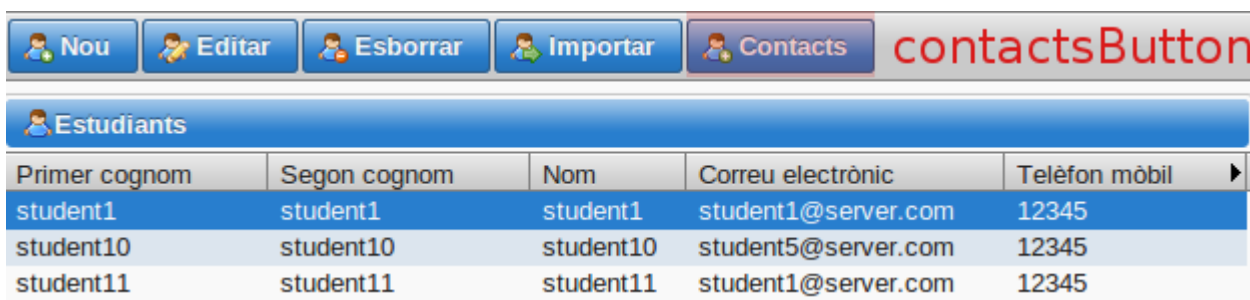 Nou Editar Esborrar Importar Contacts contactsButton
Estudiants
Primer cognom Segon cognom Nom Correu electrònic Telèfon mòbil
student1 student1 student1 student1@server.com 12345
student10 student10 student10 student5@server.com 12345
student11 student11 student11 student1@server.com 12345